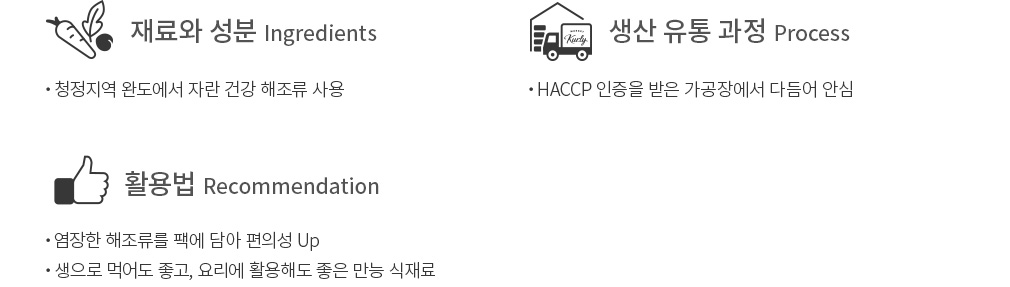 재료와 성분 Ingredients
• 청정지역 완도에서 자란 건강 해조류 사용
Kurly
생산 유통 과정 Process
• HACCP 인증을 받은 가공장에서 다듬어 안심
활용법 Recommendation
• 염장한 해조류를 팩에 담아 편의성 Up
• 생으로 먹어도 좋고, 요리에 활용해도 좋은 만능 식재료